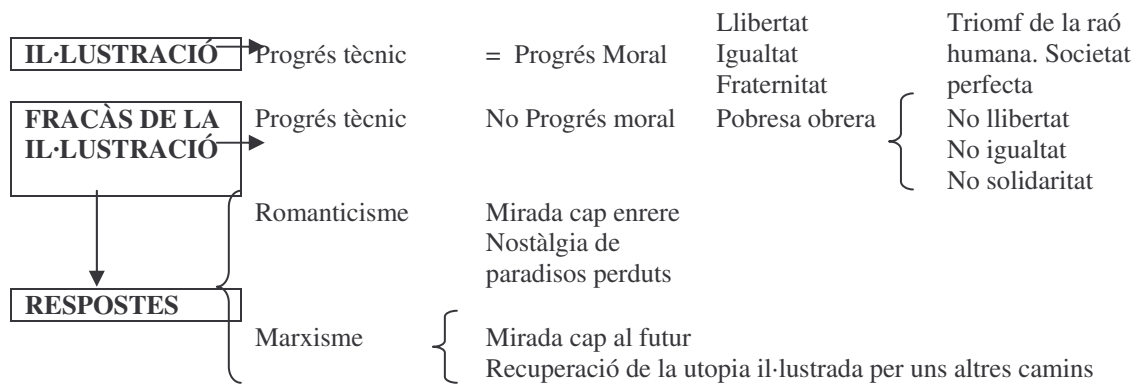 Llibertat Triomf de la raó
IL·LUSTRACIÓ Progrés tècnic = Progrés Moral Igualtat humana. Societat
Fraternitat perfecta
FRACÀS DE LA Progrés tècnic No Progrés moral Pobresa obrera No llibertat
IL·LUSTRACIÓ No igualtat
No solidaritat
Romanticisme Mirada cap enrere
Nostàlgia de
paradisos perduts
RESPOSTES
Marxisme Mirada cap al futur
Recuperació de la utopia il·lustrada per uns altres camins